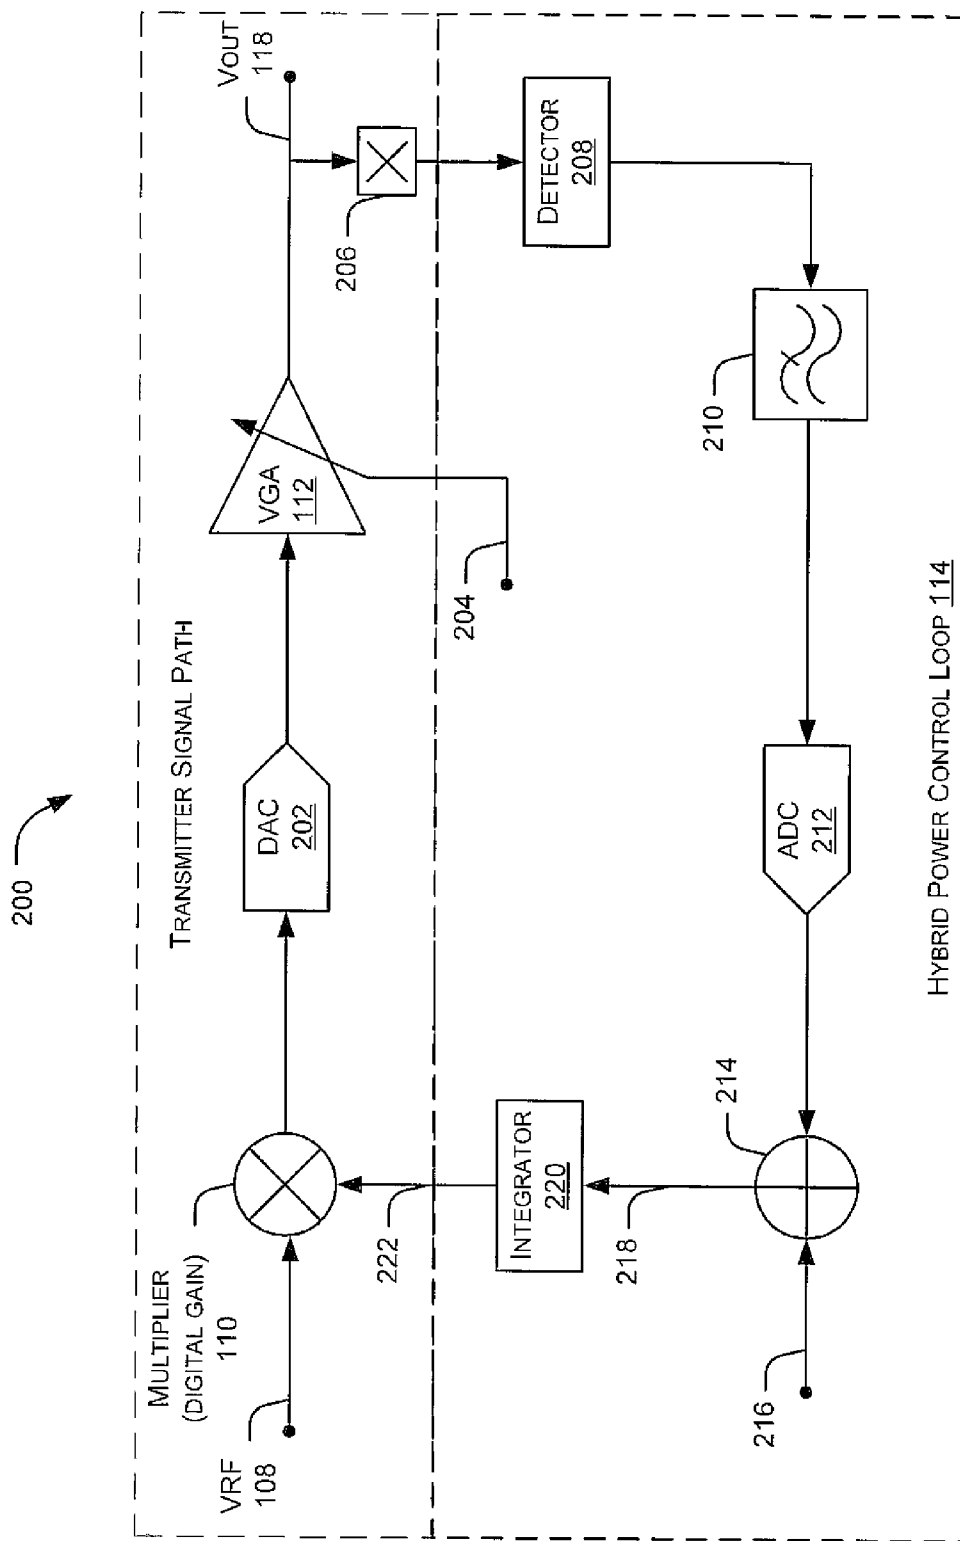 200
TRANSMITTER SIGNAL PATH
MULTIPLIER
(DIGITAL GAIN)
110
VRF
108
DAC
202
VGA
112
VOUT
118
206
204
222
INTEGRATOR
220
DETECTOR
208
218
210
214
216
ADC
212
HYBRID POWER CONTROL LOOP 114